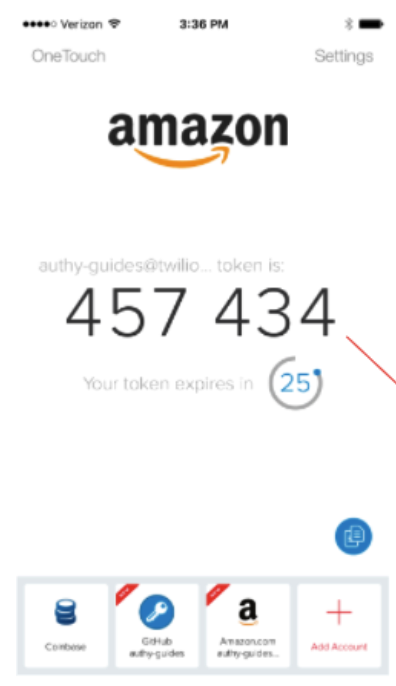 Verizon 3:36 PM
OneTouch Settings
amazon
authy-guides@twilio... token is:
457 434
Your token expires in 25
Coinbase
GitHub
authy-guides
a
Amazon.com
authy-guides...
Add Account